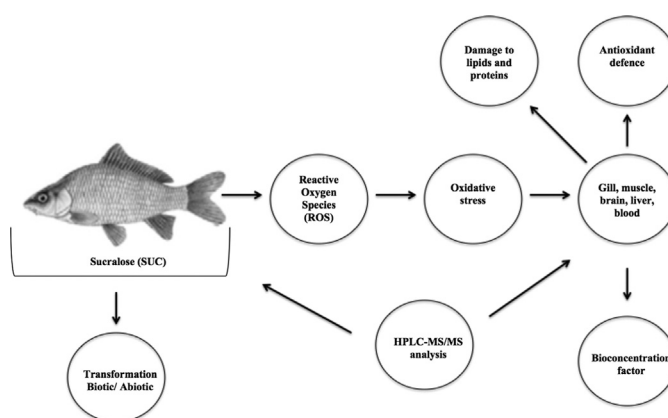 Damage to
lipids and
proteins
Antioxidant
defence
Reactive
Oxygen
Species
(ROS)
Oxidative
stress
Gill, muscle,
brain, liver,
blood
Sucralose (SUC)
HPLC-MS/MS
analysis
Transformation
Biotic/ Abiotic
Bioconcentration
factor